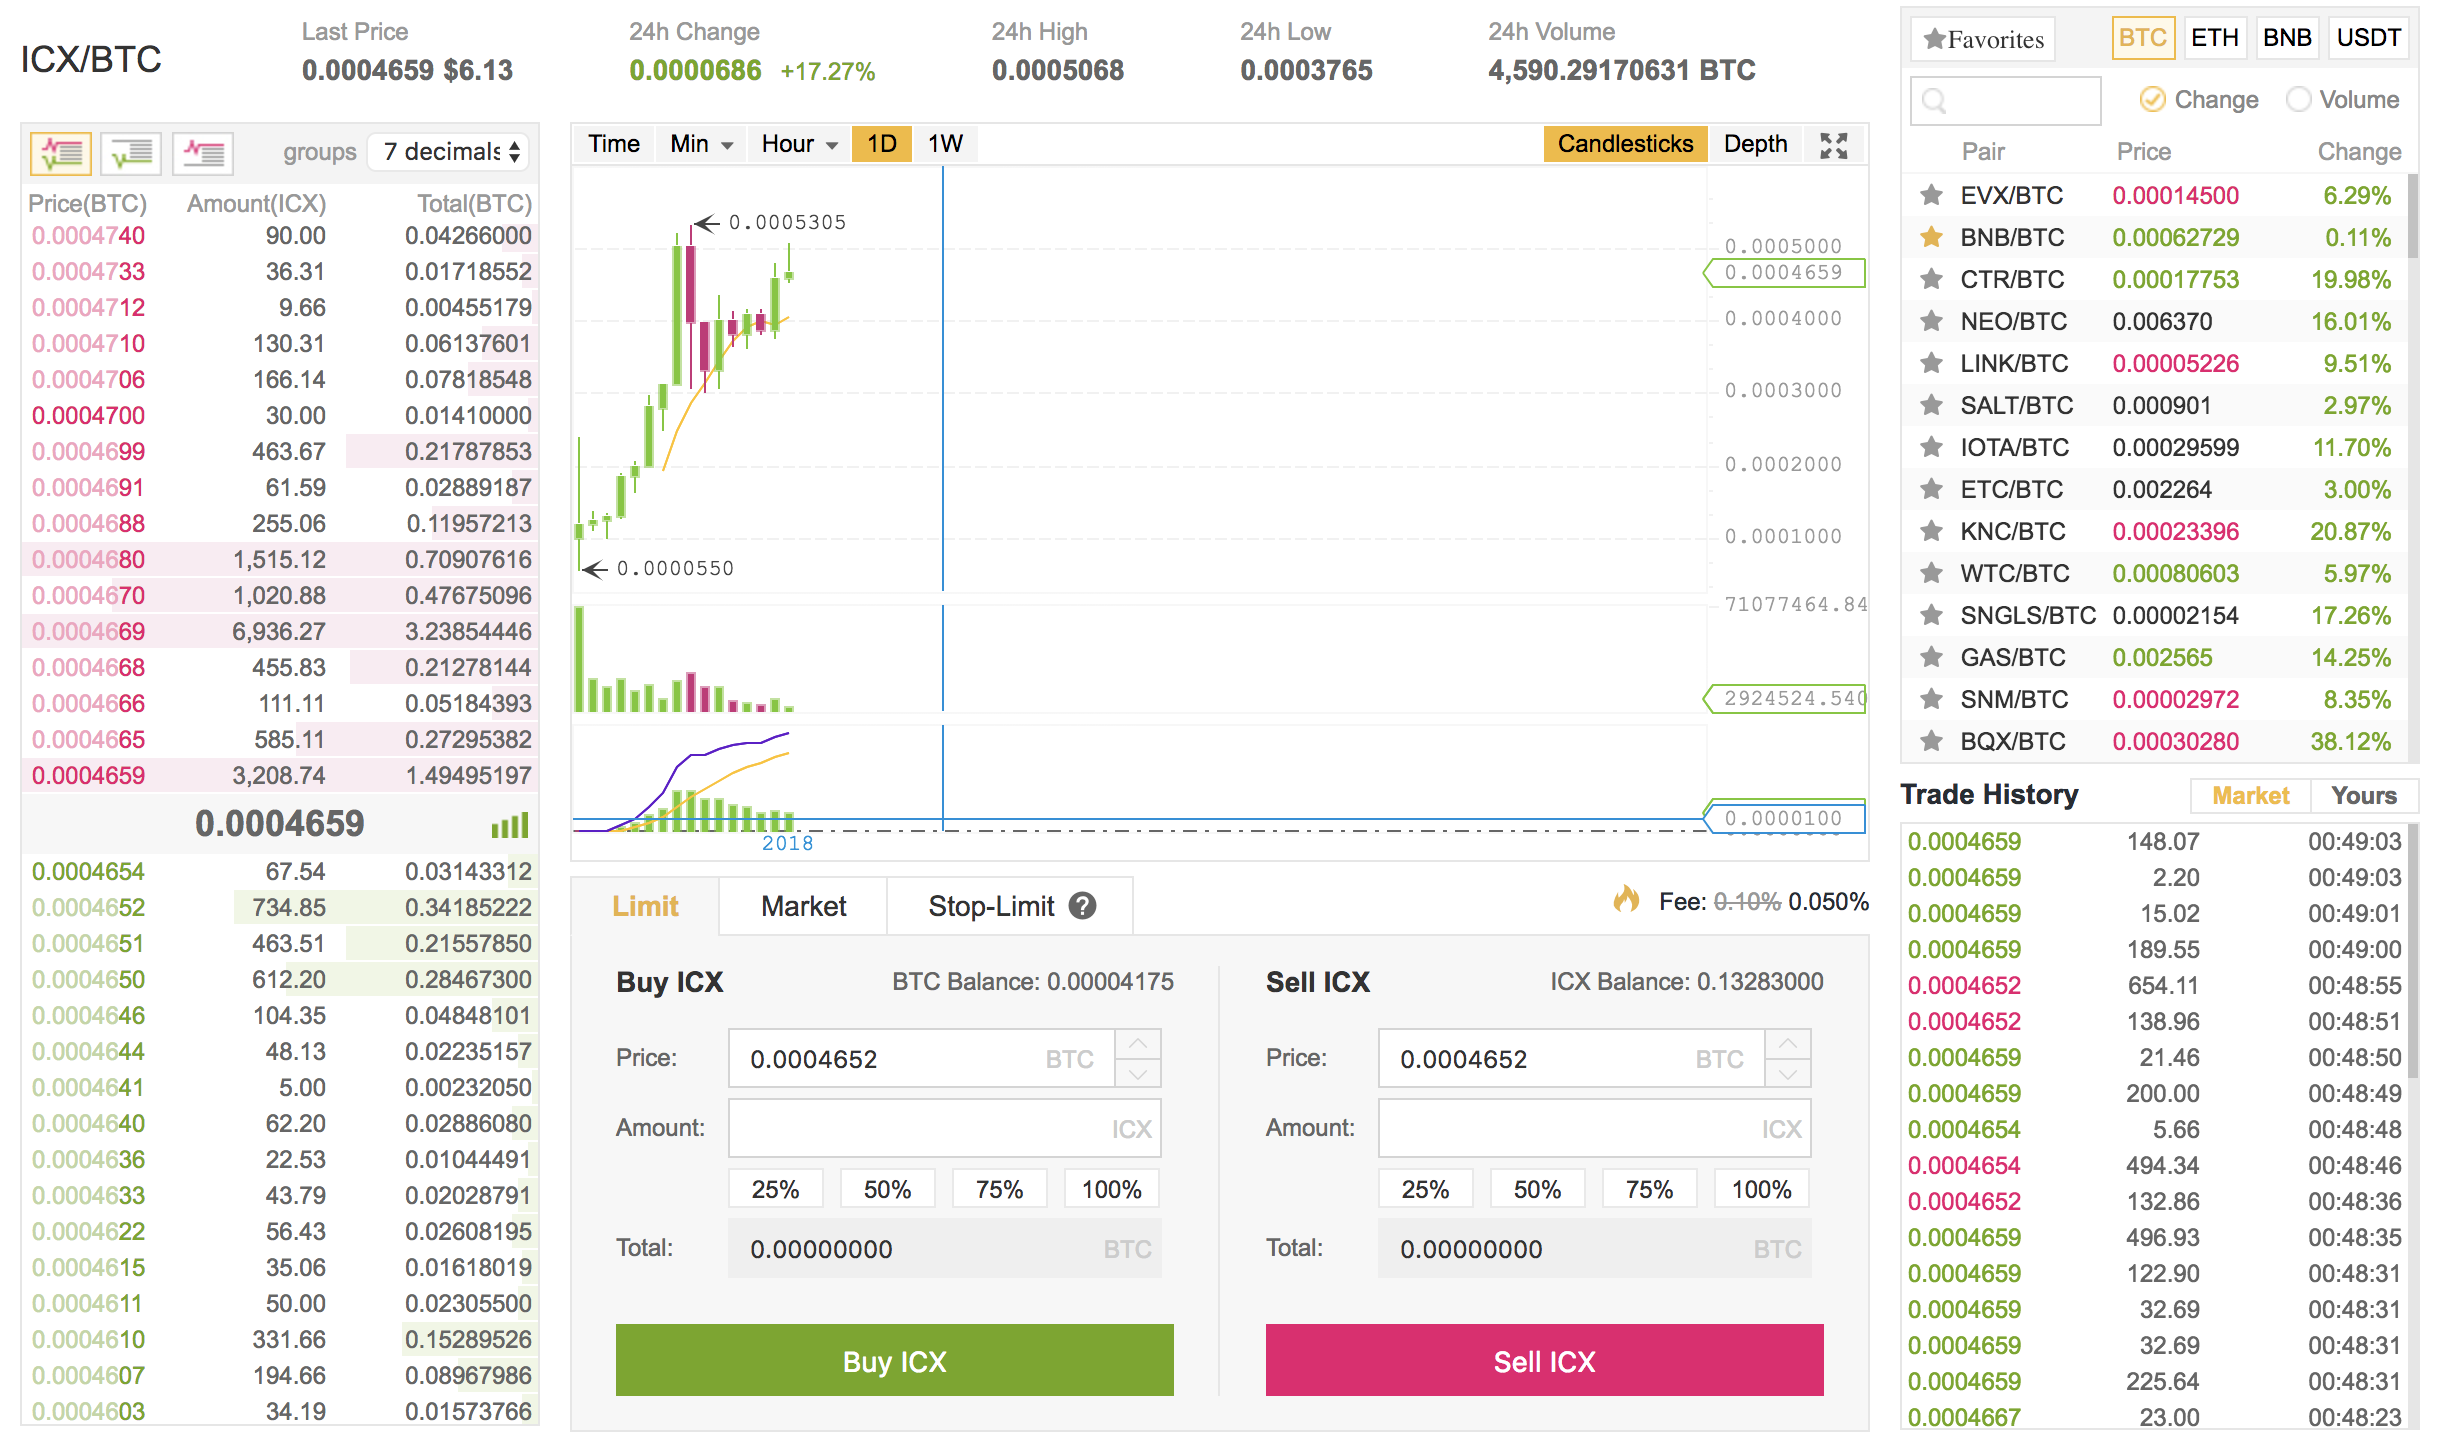 ICX/BTC
Last Price
0.0004659 $6.13
24h Change
0.0000686 +17.27%
24h High
0.0005068
24h Low
0.0003765
24h Volume
4,590.29170631 BTC
groups 7 decimals
Price(BTC) Amount(ICX) Total(BTC)
0.0004740 90.00 0.04266000
0.0004733 36.31 0.01718552
0.0004712 9.66 0.00455179
0.0004710 130.31 0.06137601
0.0004706 166.14 0.07818548
0.0004700 30.00 0.01410000
0.0004699 463.67 0.21787853
0.0004691 61.59 0.02889187
0.0004688 255.06 0.11957213
0.0004680 1,515.12 0.70907616
0.0004670 1,020.88 0.47675096
0.0004669 6,936.27 3.23854446
0.0004668 455.83 0.21278144
0.0004666 111.11 0.05184393
0.0004665 585.11 0.27295382
0.0004659 3,208.74 1.49495197
0.0004659
0.0004654 67.54 0.03143312
0.0004652 734.85 0.34185222
0.0004651 463.51 0.21557850
0.0004650 612.20 0.28467300
0.0004646 104.35 0.04848101
0.0004644 48.13 0.02235157
0.0004641 5.00 0.00232050
0.0004640 62.20 0.02886080
0.0004636 22.53 0.01044491
0.0004633 43.79 0.02028791
0.0004622 56.43 0.02608195
0.0004615 35.06 0.01618019
0.0004611 50.00 0.02305500
0.0004610 331.66 0.15289526
0.0004607 194.66 0.08967986
0.0004603 34.19 0.01573766
Time Min Hour 1D 1W
Candlesticks Depth
0.0005305
0.0000550
0.0005000
0.0004659
0.0004000
0.0003000
0.0002000
0.0001000
71077464.84
2924524.540
0.0000100
2018
Limit Market Stop-Limit ?
Fee: 0.10% 0.050%
Buy ICX BTC Balance: 0.00004175
Price: 0.0004652 BTC
Amount: ICX
25% 50% 75% 100%
Total: 0.00000000 BTC
Buy ICX
Sell ICX ICX Balance: 0.13283000
Price: 0.0004652 BTC
Amount: ICX
25% 50% 75% 100%
Total: 0.00000000 BTC
Sell ICX
Favorites BTC ETH BNB USDT
Change Volume
Pair Price Change
EVX/BTC 0.00014500 6.29%
BNB/BTC 0.00062729 0.11%
CTR/BTC 0.00017753 19.98%
NEO/BTC 0.006370 16.01%
LINK/BTC 0.00005226 9.51%
SALT/BTC 0.000901 2.97%
IOTA/BTC 0.00029599 11.70%
ETC/BTC 0.002264 3.00%
KNC/BTC 0.00023396 20.87%
WTC/BTC 0.00080603 5.97%
SNGLS/BTC 0.00002154 17.26%
GAS/BTC 0.002565 14.25%
SNM/BTC 0.00002972 8.35%
BQX/BTC 0.00030280 38.12%
Trade History Market Yours
0.0004659 148.07 00:49:03
0.0004659 2.20 00:49:03
0.0004659 15.02 00:49:01
0.0004659 189.55 00:49:00
0.0004652 654.11 00:48:55
0.0004652 138.96 00:48:51
0.0004659 21.46 00:48:50
0.0004659 200.00 00:48:49
0.0004654 5.66 00:48:48
0.0004654 494.34 00:48:46
0.0004652 132.86 00:48:36
0.0004659 496.93 00:48:35
0.0004659 122.90 00:48:31
0.0004659 32.69 00:48:31
0.0004659 32.69 00:48:31
0.0004659 225.64 00:48:31
0.0004667 23.00 00:48:23